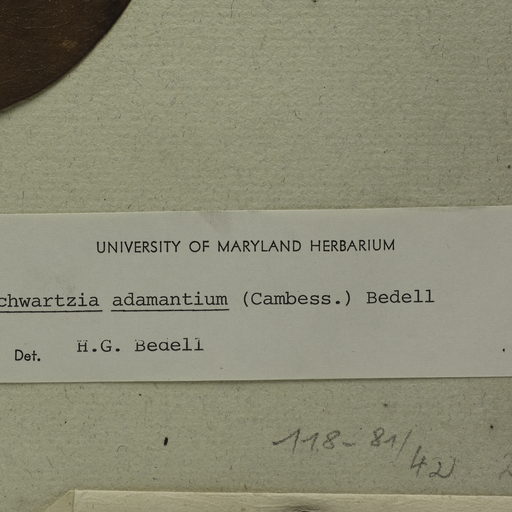 UNIVERSITY OF MARYLAND HERBARIUM
chwartzia adamantium (Cambess.) Bedell
Det. H.G. Bedell
118-81/42